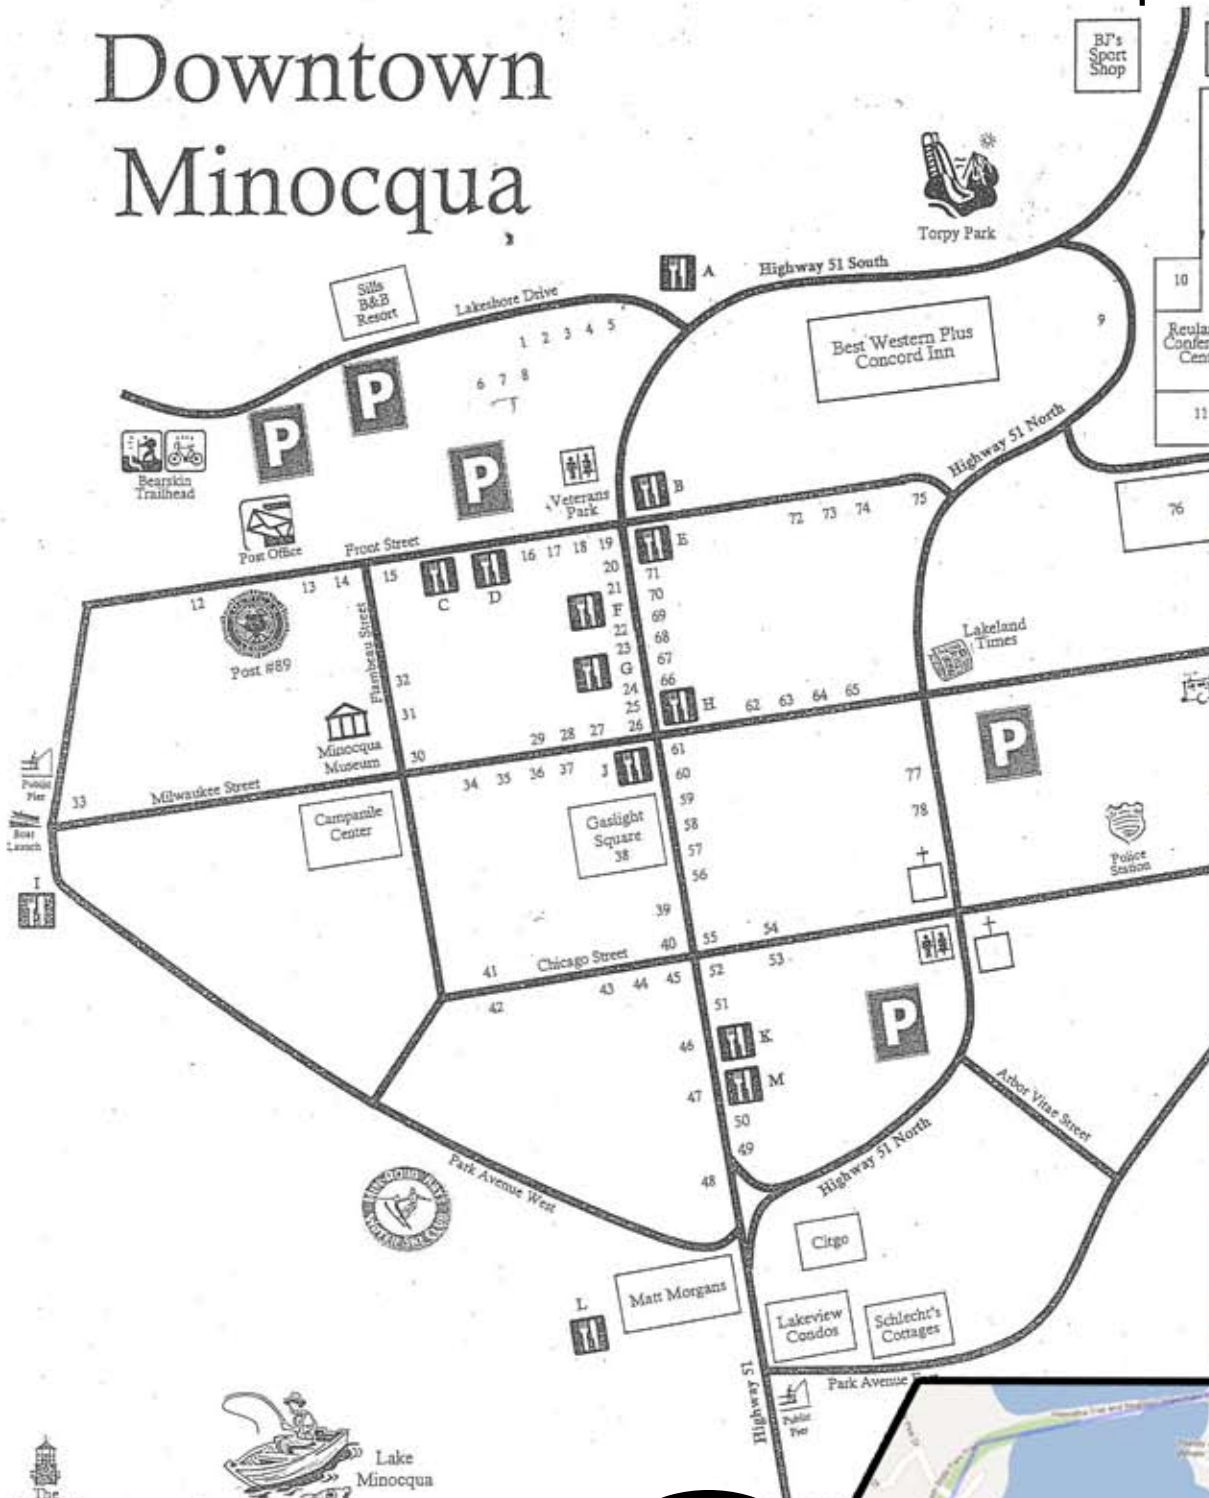 Downtown
Minocqua
BJ's
Sport
Shop
Torpy Park
A
Highway 51 South
Sills
B&B
Resort
Lakeshore Drive
1 2 3 4 5
6 7 8
9
10
11
Best Western Plus
Concord Inn
P
P
P
Bearskin
Trailhead
Veterans
Park
B
Highway 51 North
72 73 74 75
76
Post Office
Front Street
E
12
13 14 15
C
D
16 17 18 19
20
21
F
22
23
G
24
25
26
71
70
69
68
67
66
H
62 63 64 65
Post #89
Flambeau Street
32
31
30
Lakeland
Times
Minocqua
Museum
29 28 27
P
Public
Pier
33
Milwaukee Street
34 35 36 37
J
61
60
59
58
57
56
77
78
Boat
Launch
Campanile
Center
Gaslight
Square
38
Police
Station
I
39
40
55
54
41
Chicago Street
42
43 44 45
52
53
51
P
46
K
47
M
50
49
48
Arbor Vitae Street
Highway 51 North
Park Avenue West
Citgo
Matt Morgans
L
Lakeview
Condos
Schlecht's
Cottages
Highway 51
Park Avenue
Public
Pier
Lake
Minocqua
The